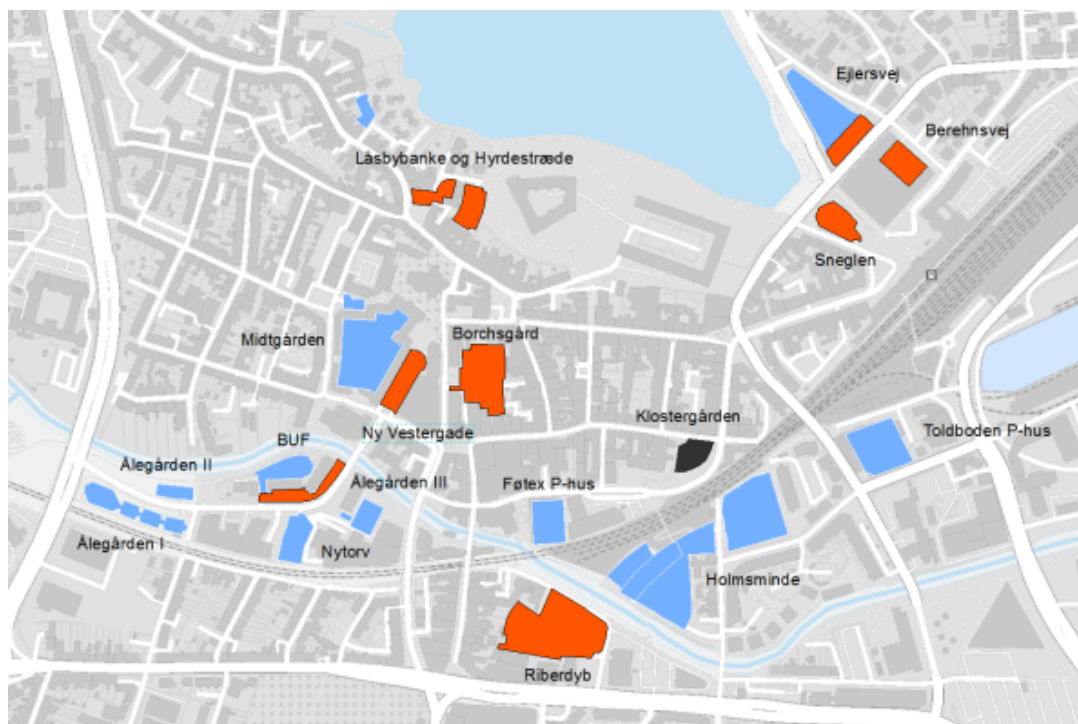 Ejlersvej
Berehnsvej
Låsbybanke og Hyrdestræde
Sneglen
Midtgården
Borchsgård
Klostergården
Ny Vestergade
Toldboden P-hus
BUF
Ålegården II
Ålegården III
Føtex P-hus
Ålegården I
Nytorv
Holmsminde
Riberdyb